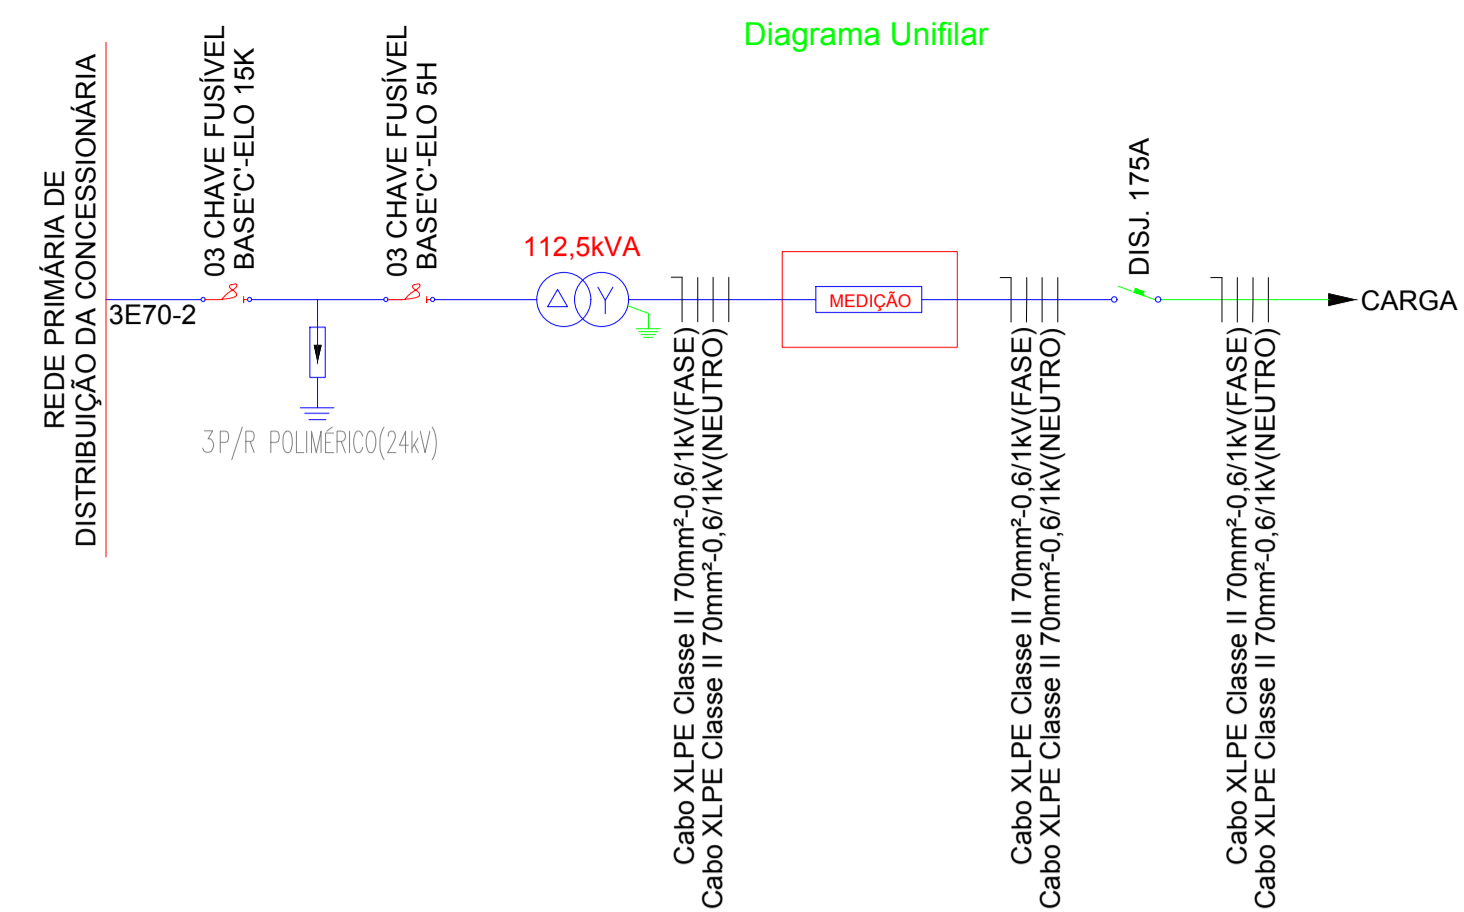 Diagrama Unifilar
REDE PRIMÁRIA DE
DISTRIBUIÇÃO DA CONCESSIONÁRIA
3E70-2
03 CHAVE FUSÍVEL
BASE'C'-ELO 15K
3P/R POLIMÉRICO(24kV)
03 CHAVE FUSÍVEL
BASE'C'-ELO 5H
112,5kVA
Δ
Y
Cabo XLPE Classe II 70mm²-0,6/1kV(FASE)
Cabo XLPE Classe II 70mm²-0,6/1kV(NEUTRO)
MEDIÇÃO
Cabo XLPE Classe II 70mm²-0,6/1kV(FASE)
Cabo XLPE Classe II 70mm²-0,6/1kV(NEUTRO)
DISJ. 175A
Cabo XLPE Classe II 70mm²-0,6/1kV(FASE)
Cabo XLPE Classe II 70mm²-0,6/1kV(NEUTRO)
CARGA